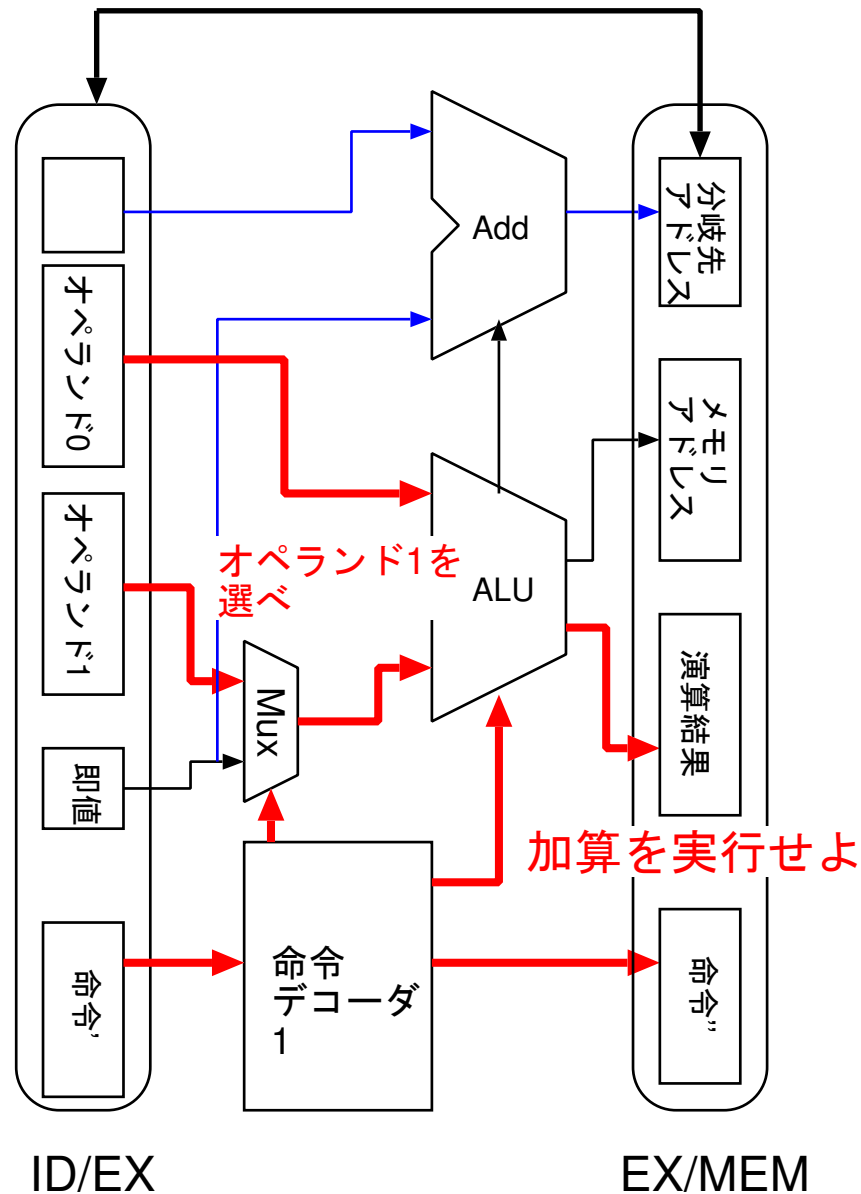 Add
分岐先
アドレス
オペランド0
メモリ
アドレス
オペランド1
オペランド1を
選べ
ALU
Mux
演算結果
即値
加算を実行せよ
命令'
命令
デコーダ
1
命令”
ID/EX
EX/MEM